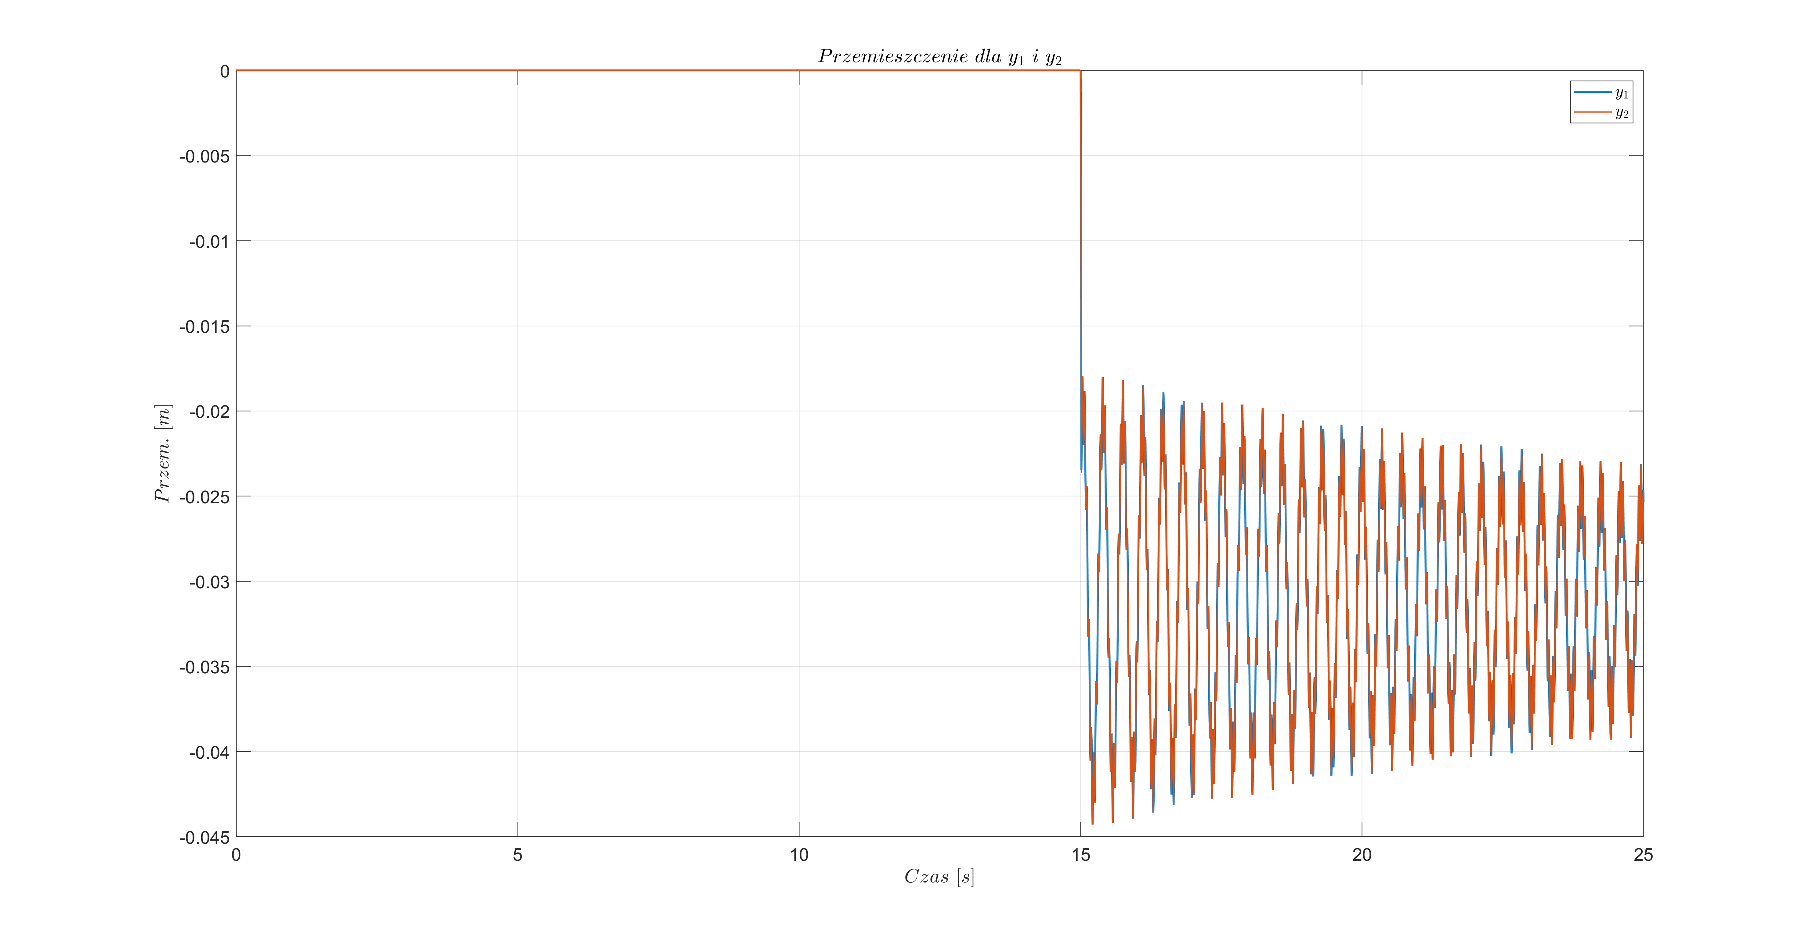 Przemieszczenie dla y₁ i y₂
y₁
y₂
0
-0.005
-0.01
-0.015
-0.02
-0.025
-0.03
-0.035
-0.04
-0.045
Przem. [m]
0 5 10 15 20 25
Czas [s]